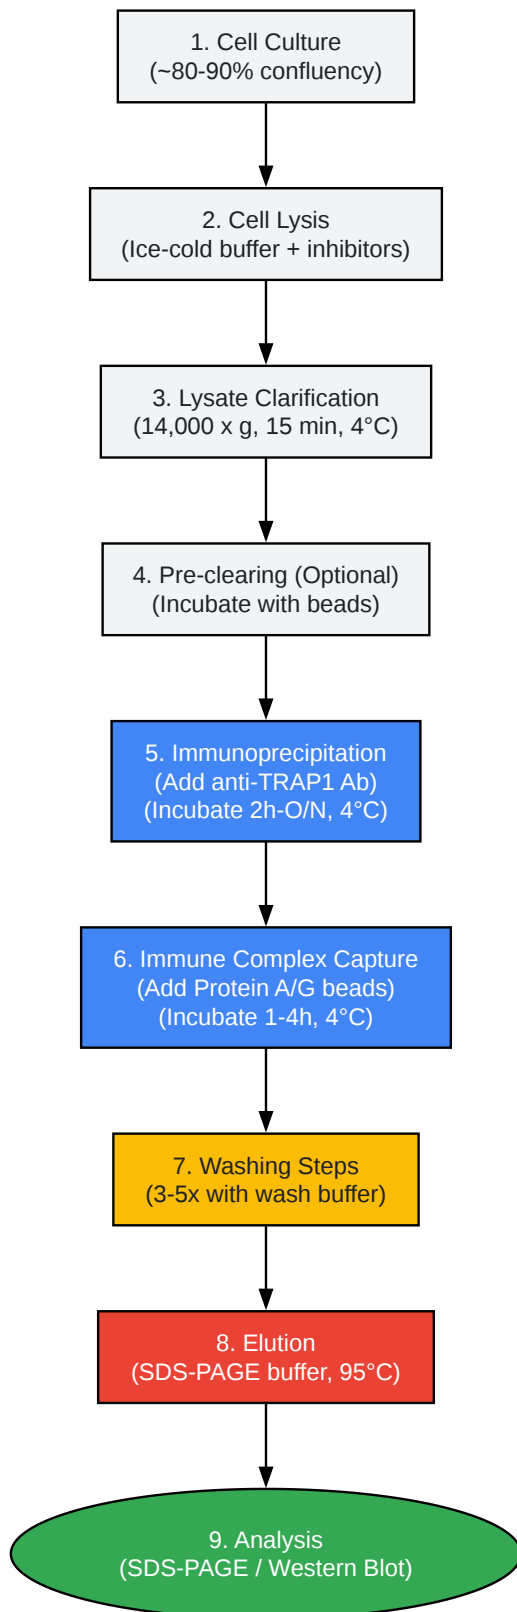 1. Cell Culture
(~80-90% confluency)
2. Cell Lysis
(Ice-cold buffer + inhibitors)
3. Lysate Clarification
(14,000 x g, 15 min, 4°C)
4. Pre-clearing (Optional)
(Incubate with beads)
5. Immunoprecipitation
(Add anti-TRAP1 Ab)
(Incubate 2h-O/N, 4°C)
6. Immune Complex Capture
(Add Protein A/G beads)
(Incubate 1-4h, 4°C)
7. Washing Steps
(3-5x with wash buffer)
8. Elution
(SDS-PAGE buffer, 95°C)
9. Analysis
(SDS-PAGE / Western Blot)